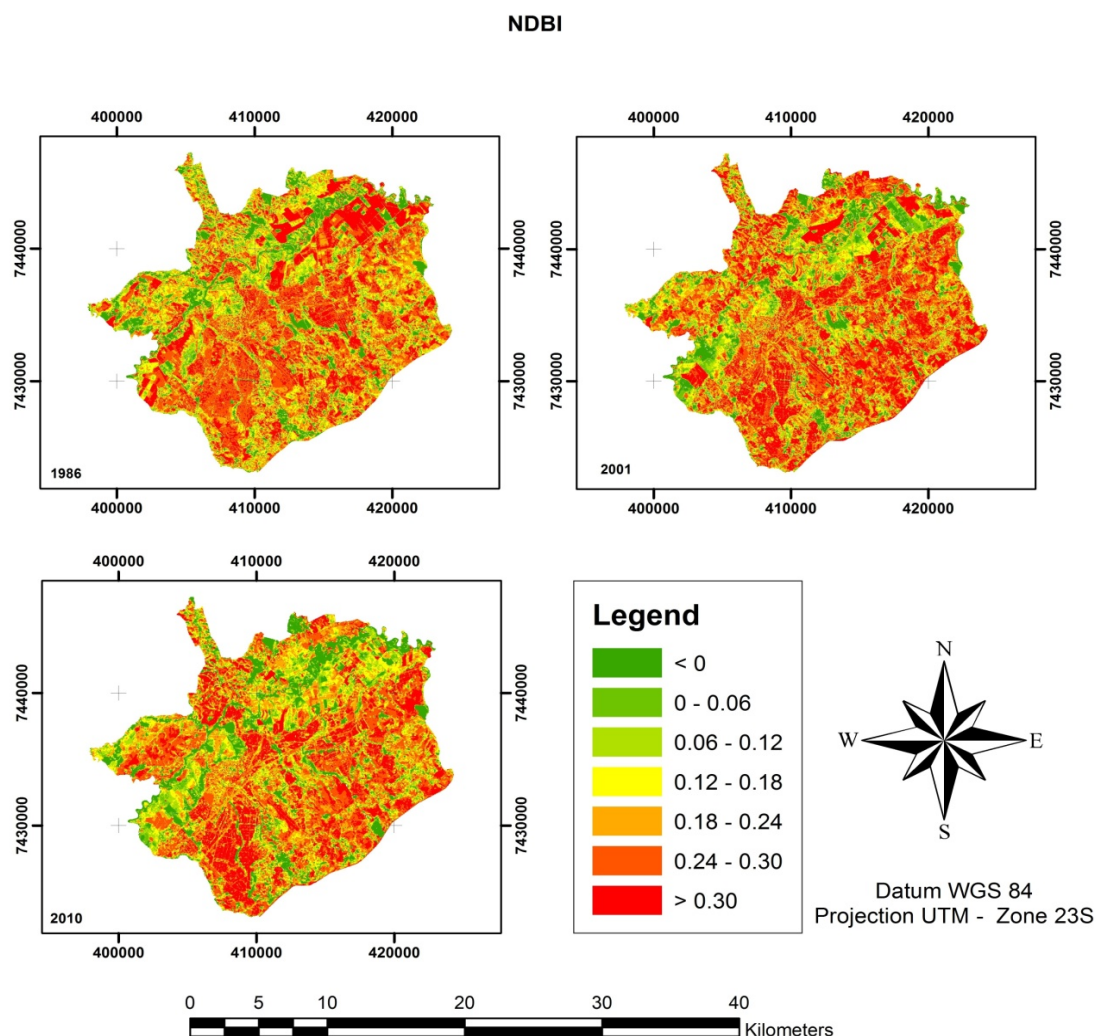 NDBI
400000 410000 420000
7440000 7440000
7430000 7430000
1986
400000 410000 420000
400000 410000 420000
7440000 7440000
7430000 7430000
2001
400000 410000 420000
400000 410000 420000
7440000 7440000
7430000 7430000
2010
400000 410000 420000
Legend
< 0
0 - 0.06
0.06 - 0.12
0.12 - 0.18
0.18 - 0.24
0.24 - 0.30
> 0.30
N
W E
S
Datum WGS 84
Projection UTM - Zone 23S
0 5 10 20 30 40
Kilometers